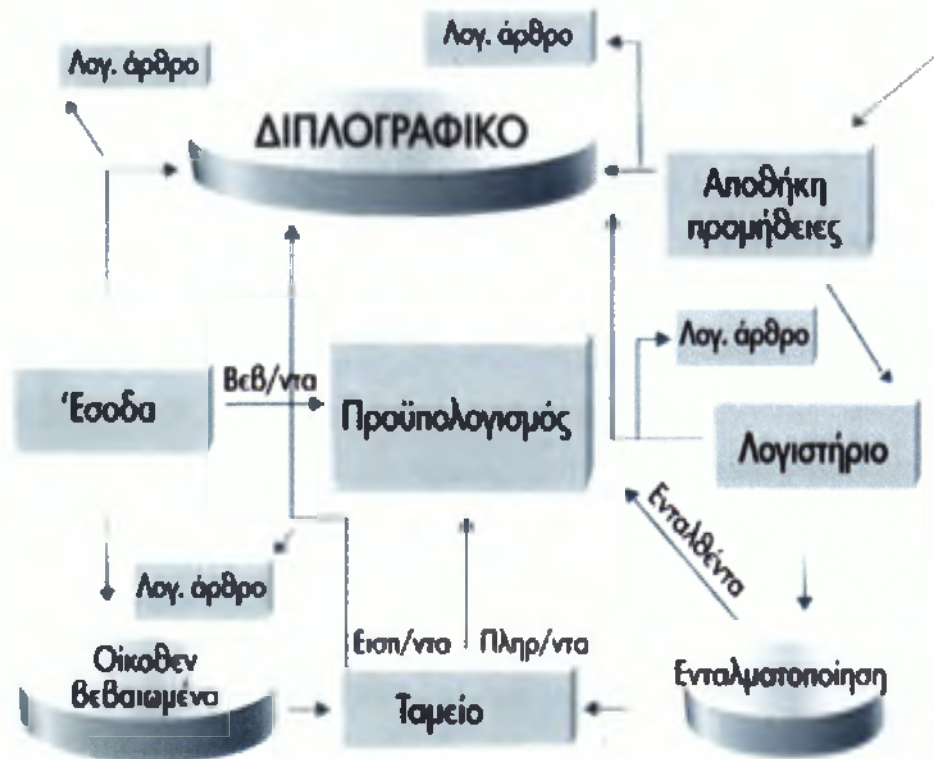 Λογ. άρθρο
Λογ. άρθρο
ΔΙΠΛΟΓΡΑΦΙΚΟ
Αποθήκη
προμήθειες
Λογ. άρθρο
Βεβ/ντα
Έσοδα
Προϋπολογισμός
Λογιστήριο
Ενταλθέντα
Λογ. άρθρο
Εισπ/ντα
Πληρ/ντα
Οίκοθεν
βεβαιωμένα
Ταμείο
Ενταλματοποίηση